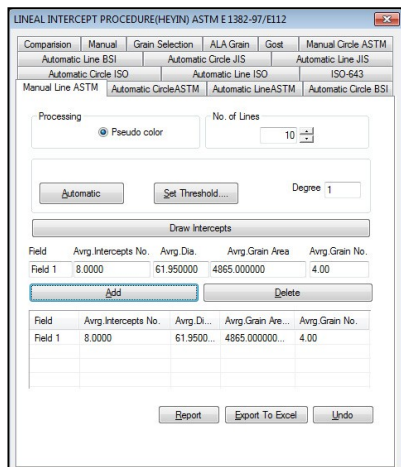 LINEAL INTERCEPT PROCEDURE(HEYIN) ASTM E 1382-97/E112
Comparision Manual Grain Selection ALA Grain Gost Manual Circle ASTM
Automatic Line BSI Automatic Circle JIS Automatic Line JIS
Automatic Circle ISO Automatic Line ISO ISO-643
Manual Line ASTM Automatic CircleASTM Automatic LineASTM Automatic Circle BSI
Processing No. of Lines
Pseudo color 10
Automatic Set Threshold.... Degree 1
Draw Intercepts
Field Avrg.Intercepts No. Avrg.Dia. Avrg.Grain Area Avrg.Grain No.
Field 1 8.0000 61.950000 4865.000000 4.00
Add Delete
Field Avrg.Intercepts No. Avrg.Di... Avrg.Grain Are... Avrg.Grain No.
Field 1 8.0000 61.9500... 4865.000000... 4.00
Report Export To Excel Undo